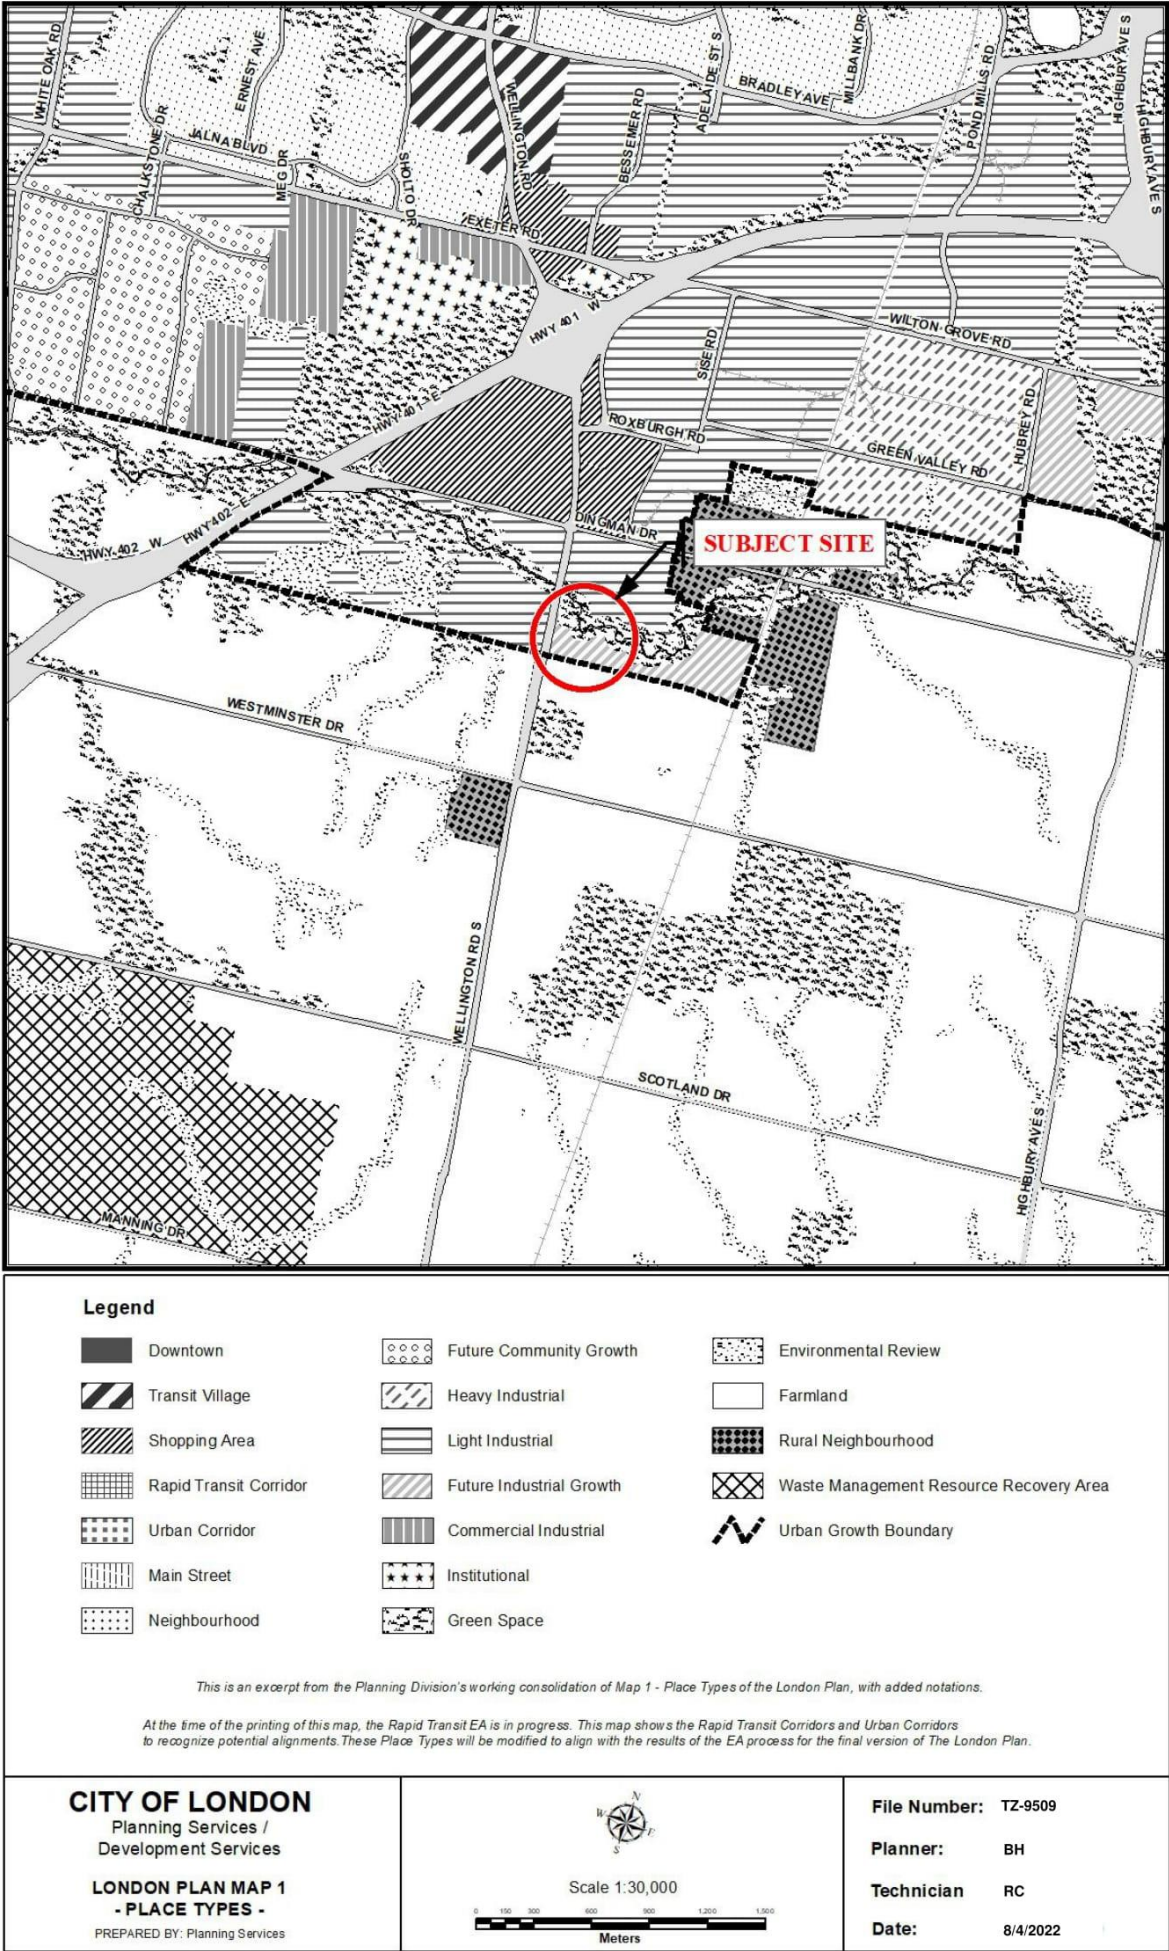 WHITE OAK RD
ERNEST AVE
CHALKSTONE DR
JALNA BLVD
MEG DR
SHOLTO DR
WELLINGTON RD
EXETER RD
BESSEMER RD
ADELAIDE ST S
BRADLEY AVE
MILLBANK DR
POND MILLS RD
HIGHBURY AVE S
HIGHBURY AVE S
HWY 401 W
HWY 401 E
SISE RD
WILTON GROVE RD
ROXBURGH RD
HUBREY RD
GREEN VALLEY RD
HWY 402 E
HWY 402 W
DINGMAN DR
SUBJECT SITE
WESTMINSTER DR
WELLINGTON RD S
SCOTLAND DR
HIGHBURY AVE S
MANNING DR
Legend
Downtown
Transit Village
Shopping Area
Rapid Transit Corridor
Urban Corridor
Main Street
Neighbourhood
Future Community Growth
Heavy Industrial
Light Industrial
Future Industrial Growth
Commercial Industrial
Institutional
Green Space
Environmental Review
Farmland
Rural Neighbourhood
Waste Management Resource Recovery Area
Urban Growth Boundary
This is an excerpt from the Planning Division's working consolidation of Map 1 - Place Types of the London Plan, with added notations.
At the time of the printing of this map, the Rapid Transit EA is in progress. This map shows the Rapid Transit Corridors and Urban Corridors
to recognize potential alignments.These Place Types will be modified to align with the results of the EA process for the final version of The London Plan.
CITY OF LONDON
Planning Services /
Development Services
LONDON PLAN MAP 1
- PLACE TYPES -
PREPARED BY: Planning Services
N
W E
S
Scale 1:30,000
0 150 300 600 900 1,200 1,500
Meters
File Number: TZ-9509
Planner: BH
Technician RC
Date: 8/4/2022